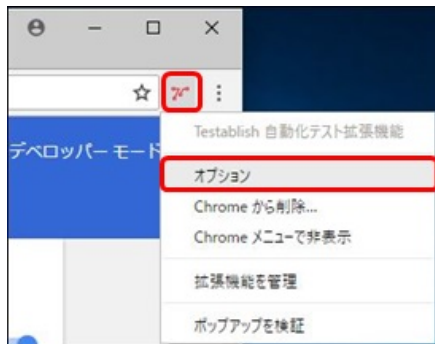 デベロッパー モード
Testablish 自動化テスト拡張機能
オプション
Chrome から削除...
Chrome メニューで非表示
拡張機能を管理
ポップアップを検証